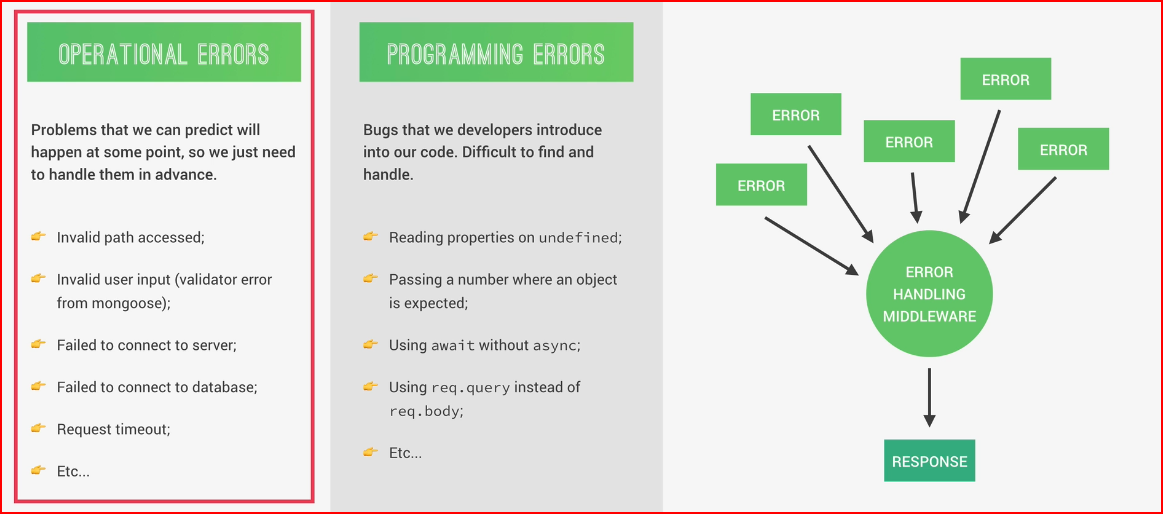 OPERATIONAL ERRORS
Problems that we can predict will
happen at some point, so we just need
to handle them in advance.
Invalid path accessed;
Invalid user input (validator error
from mongoose);
Failed to connect to server;
Failed to connect to database;
Request timeout;
Etc...
PROGRAMMING ERRORS
Bugs that we developers introduce
into our code. Difficult to find and
handle.
Reading properties on undefined;
Passing a number where an object
is expected;
Using await without async;
Using req.query instead of
req.body;
Etc...
ERROR
ERROR
ERROR
ERROR
ERROR
ERROR
HANDLING
MIDDLEWARE
RESPONSE